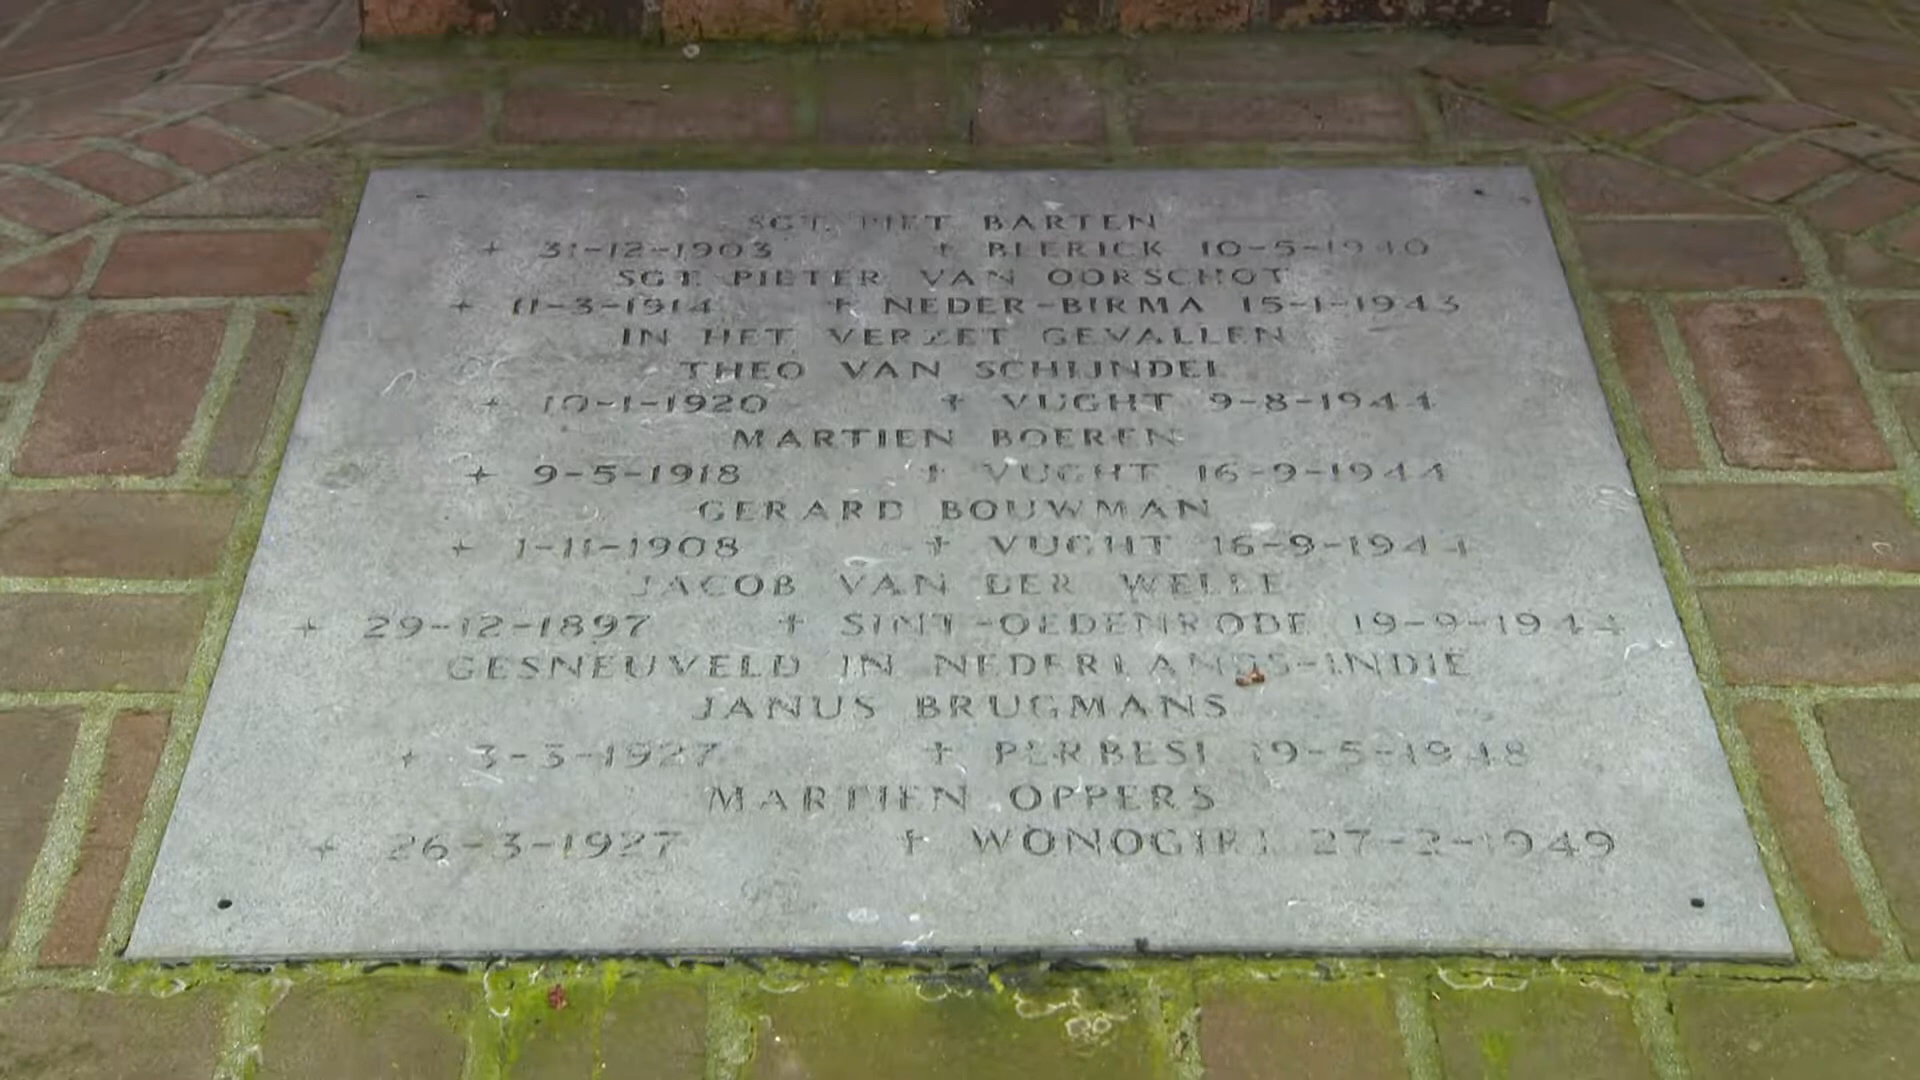 SGT. PIET BARTEN
+ 31-12-1903 † BLERICK 10-5-1940
SGT. PIETER VAN OORSCHOT
+ 11-3-1914 † NEDER-BIRMA 15-1-1943
IN HET VERZET GEVALLEN
THEO VAN SCHIJNDEL
+ 10-1-1920 † VUGHT 9-8-1944
MARTIEN BOEREN
+ 9-5-1918 † VUGHT 16-9-1944
GERARD BOUWMAN
+ 1-11-1908 † VUGHT 16-9-1944
JACOB VAN DER WELLE
+ 29-12-1897 † SINT-OEDENRODE 19-9-1944
GESNEUVELD IN NEDERLANDS-INDIE
JANUS BRUGMANS
+ 3-3-1927 † PERBESI 19-5-1948
MARTIEN OPPERS
+ 26-3-1927 † WONOGIRI 27-2-1949